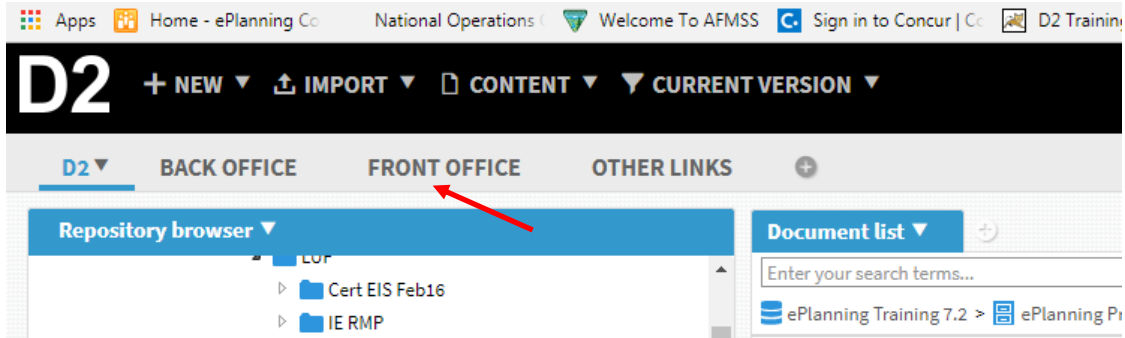 Apps Home - ePlanning Co National Operations Welcome To AFMSS C. Sign in to Concur | Co D2 Training
D2 + NEW ▼ IMPORT ▼ CONTENT ▼ CURRENT VERSION ▼
D2 ▼ BACK OFFICE FRONT OFFICE OTHER LINKS
Repository browser ▼ Document list ▼
Enter your search terms...
Cert EIS Feb16
ePlanning Training 7.2 > ePlanning Pr
IE RMP